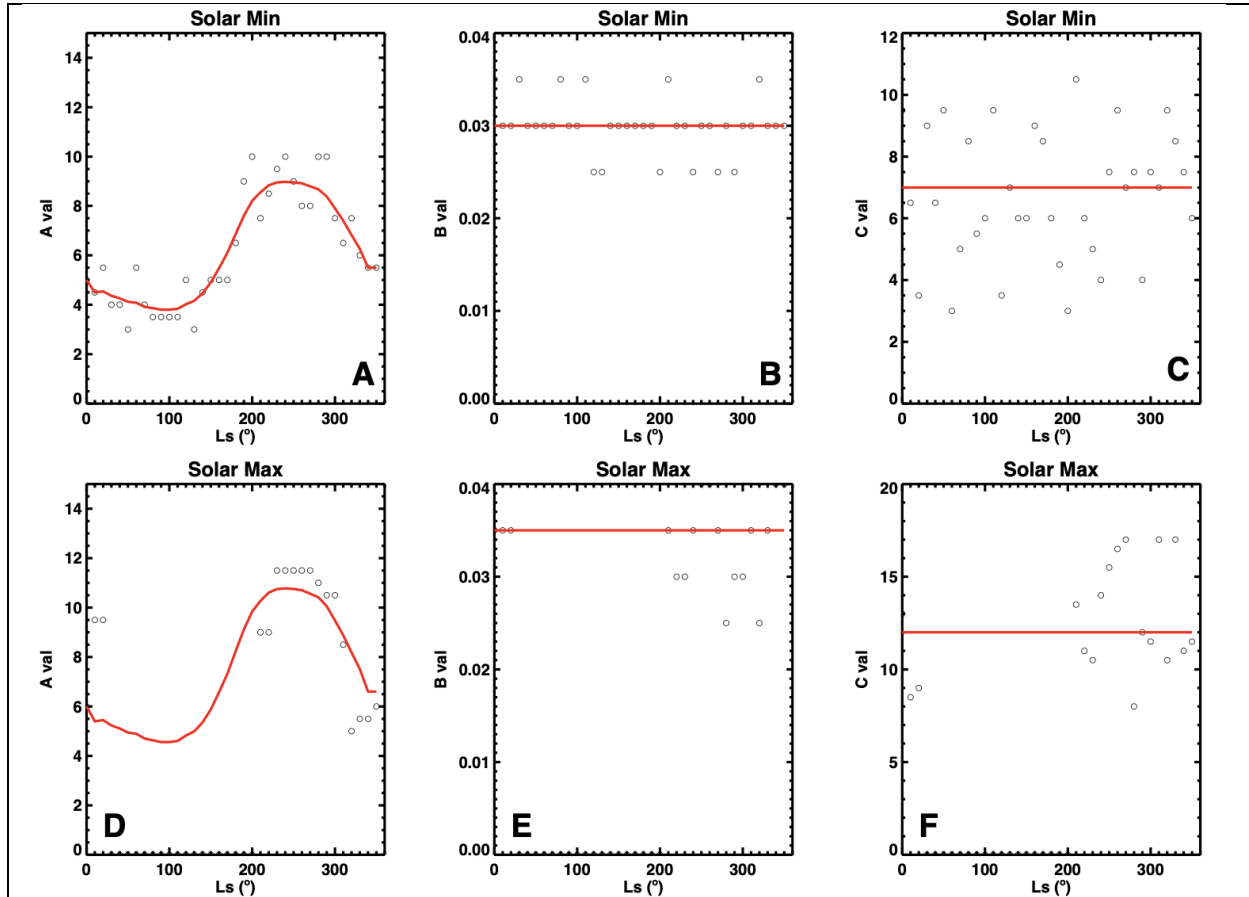 Solar Min Solar Min Solar Min
A val
14
12
10
8
6
4
2
0
0 100 200 300
Ls (°)
A
B val
0.04
0.03
0.02
0.01
0.00
0 100 200 300
Ls (°)
B
C val
12
10
8
6
4
2
0
0 100 200 300
Ls (°)
C
Solar Max Solar Max Solar Max
A val
14
12
10
8
6
4
2
0
0 100 200 300
Ls (°)
D
B val
0.04
0.03
0.02
0.01
0.00
0 100 200 300
Ls (°)
E
C val
20
15
10
5
0
0 100 200 300
Ls (°)
F